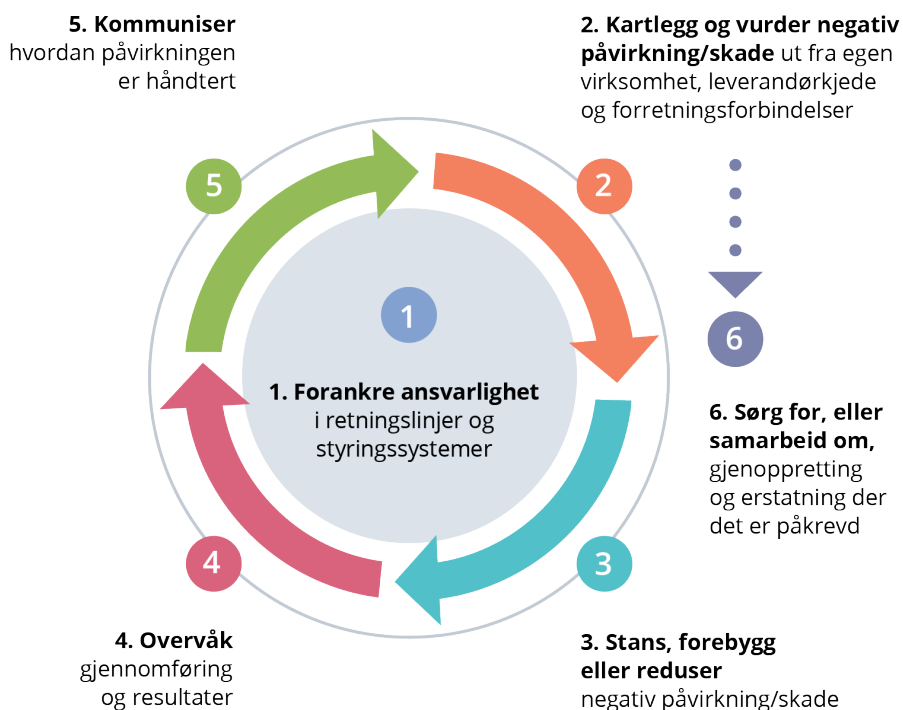 5. Kommuniser
hvordan påvirkningen
er håndtert
2. Kartlegg og vurder negativ
påvirkning/skade ut fra egen
virksomhet, leverandørkjede
og forretningsforbindelser
5
2
1
6
1. Forankre ansvarlighet
i retningslinjer og
styringssystemer
6. Sørg for, eller
samarbeid om,
gjenoppretting
og erstatning der
det er påkrevd
4
3
4. Overvåk
gjennomføring
og resultater
3. Stans, forebygg
eller reduser
negativ påvirkning/skade